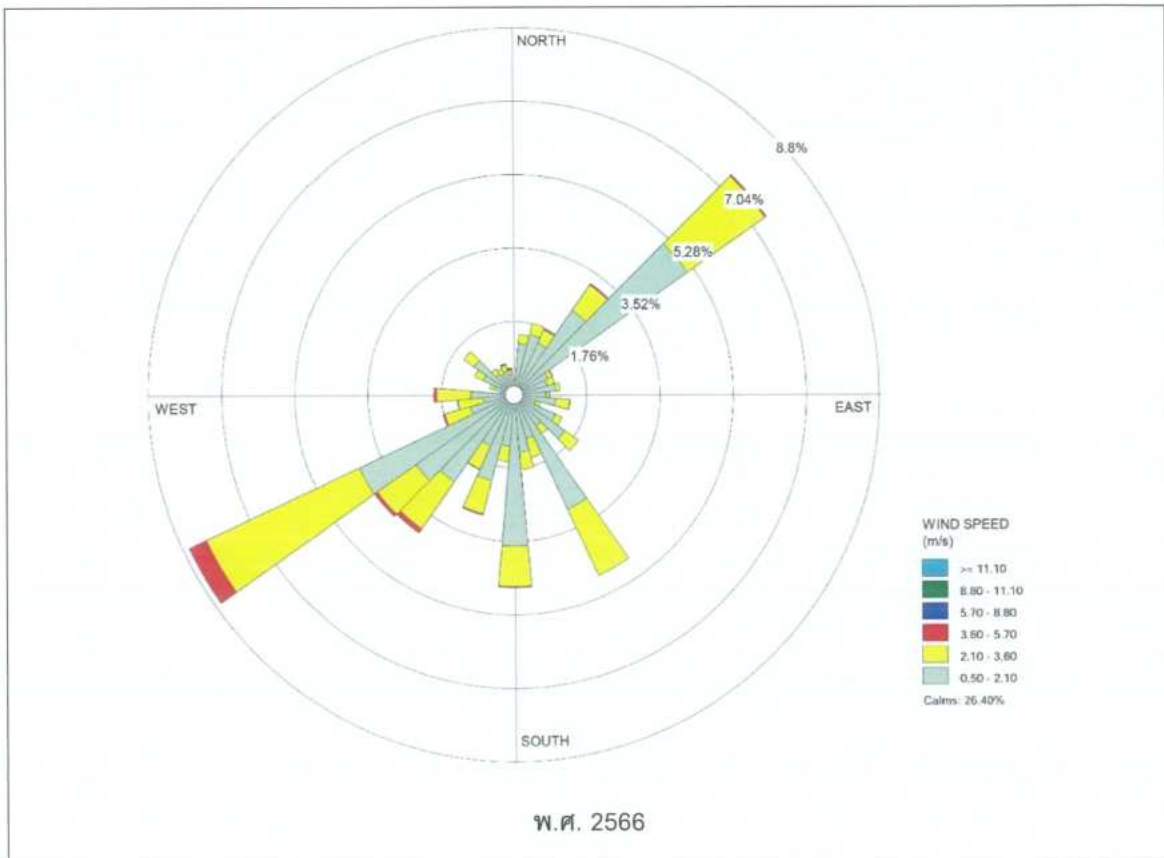 NORTH
8.8%
7.04%
5.28%
3.52%
1.76%
WEST
EAST
WIND SPEED
(m/s)
>= 11.10
8.80 - 11.10
5.70 - 8.80
3.60 - 5.70
2.10 - 3.60
0.50 - 2.10
Calms: 26.40%
SOUTH
พ.ศ. 2566